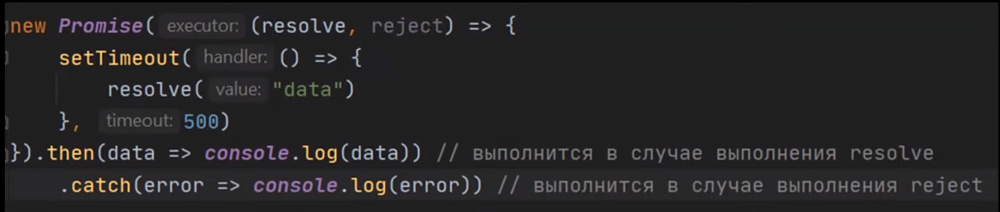 new Promise( executor: (resolve, reject) => {
setTimeout( handler: () => {
resolve( value: "data")
}, timeout: 500)
}).then(data => console.log(data)) // выполнится в случае выполнения resolve
.catch(error => console.log(error)) // выполнится в случае выполнения reject